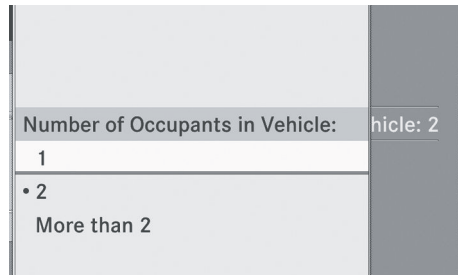 Number of Occupants in Vehicle:
hicle: 2
1
• 2
More than 2